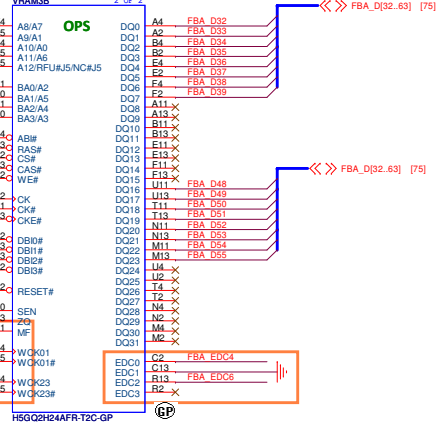 VRAM3B
2 OF 2
OPS
A8/A7
A9/A1
A10/A0
A11/A6
A12/RFU#J5/NC#J5
BA0/A2
BA1/A5
BA2/A4
BA3/A3
ABI#
RAS#
CS#
CAS#
WE#
CK
CK#
CKE#
DBI0#
DBI1#
DBI2#
DBI3#
RESET#
SEN
ZQ
MF
WCK01
WCK01#
WCK23
WCK23#
DQ0 A4 FBA_D32
DQ1 A2 FBA_D33
DQ2 B4 FBA_D34
DQ3 B2 FBA_D35
DQ4 E4 FBA_D36
DQ5 E2 FBA_D37
DQ6 F4 FBA_D38
DQ7 F2 FBA_D39
DQ8 A11
DQ9 A13
DQ10 B11
DQ11 B13
DQ12 E11
DQ13 E13
DQ14 F11
DQ15 F13
DQ16 U11 FBA_D48
DQ17 U13 FBA_D49
DQ18 T11 FBA_D50
DQ19 T13 FBA_D51
DQ20 N11 FBA_D52
DQ21 N13 FBA_D53
DQ22 M11 FBA_D54
DQ23 M13 FBA_D55
DQ24 U4
DQ25 U2
DQ26 T4
DQ27 T2
DQ28 N4
DQ29 N2
DQ30 M4
DQ31 M2
EDC0 C2 FBA_EDC4
EDC1 C13
EDC2 R13 FBA_EDC6
EDC3 R2
FBA_D[32..63] [75]
FBA_D[32..63] [75]
GP
H5GQ2H24AFR-T2C-GP